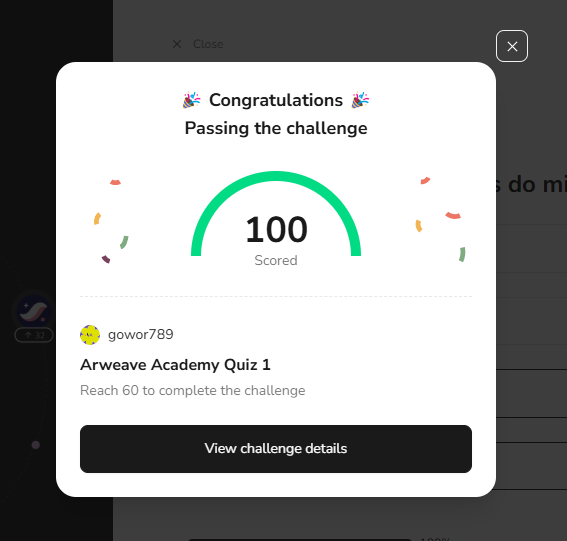 Close
Congratulations
Passing the challenge
s do mi
100
Scored
32
gowor789
Arweave Academy Quiz 1
Reach 60 to complete the challenge
View challenge details